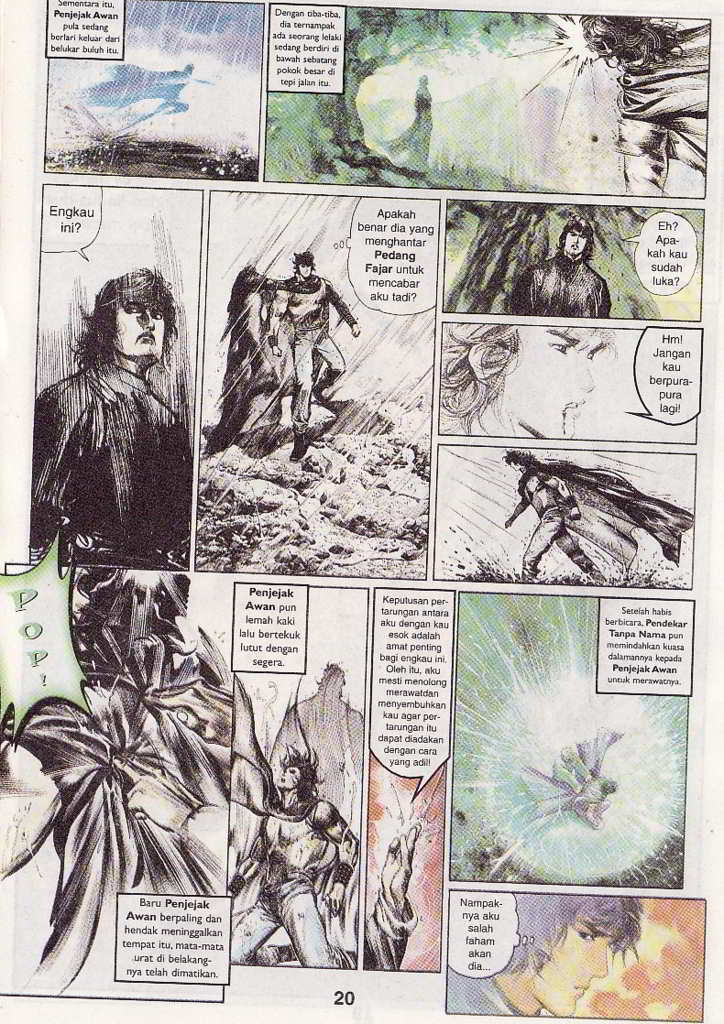 Sementara itu,
Penjejak Awan
pula sedang
berlari keluar dari
belukar buluh itu.
Dengan tiba-tiba,
dia ternampak
ada seorang lelaki
sedang berdiri di
bawah sebatang
pokok besar di
tepi jalan itu.
Engkau
ini?
Apakah
benar dia yang
menghantar
Pedang
Fajar untuk
mencabar
aku tadi?
Eh?
Apa-
kah kau
sudah
luka?
Hm!
Jangan
kau
berpura-
pura
lagi!
POP!
Baru Penjejak
Awan berpaling dan
hendak meninggalkan
tempat itu, mata-mata
urat di belakang-
nya telah dimatikan.
Penjejak
Awan pun
lemah kaki
lalu bertekuk
lutut dengan
segera.
Keputusan per-
tarungan antara
aku dengan kau
esok adalah
amat penting
bagi engkau ini.
Oleh itu, aku
mesti menolong
merawatdan
menyembuhkan
kau agar per-
tarungan itu
dapat diadakan
dengan cara
yang adil!
Setelah habis
berbicara, Pendekar
Tanpa Nama pun
memindahkan kuasa
dalamannya kepada
Penjejak Awan
untuk merawatnya.
Nampak-
nya aku
salah
faham
akan
dia...
20